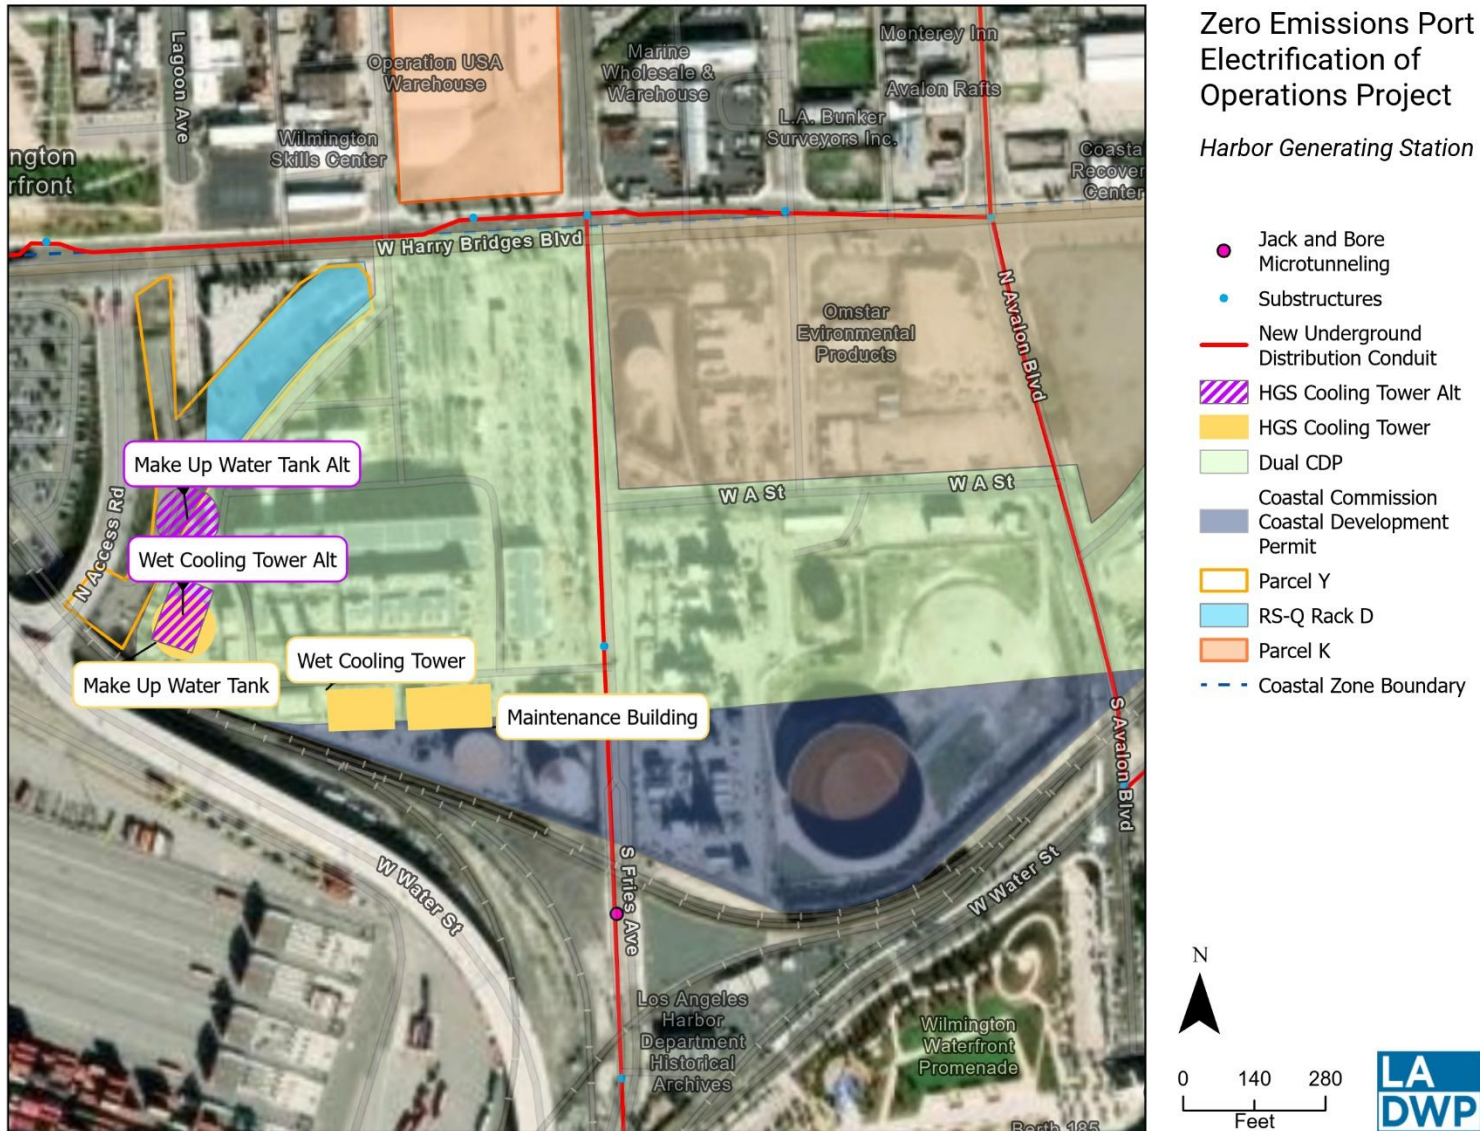 Zero Emissions Port
Electrification of
Operations Project
Harbor Generating Station
Jack and Bore
Microtunneling
Substructures
New Underground
Distribution Conduit
HGS Cooling Tower Alt
HGS Cooling Tower
Dual CDP
Coastal Commission
Coastal Development
Permit
Parcel Y
RS-Q Rack D
Parcel K
Coastal Zone Boundary
N
0 140 280
Feet
LA
DWP
Lagoon Ave
Operation USA
Warehouse
Marine
Wholesale &
Warehouse
Monterey Inn
Avalon Rafts
L.A. Bunker
Surveyors Inc.
Wilmington
Skills Center
Coasta
Recover
Center
ngton
rfront
W Harry Bridges Blvd
Omstar
Evironmental
Products
N Avalon Blvd
Make Up Water Tank Alt
W A St
W A St
N Access Rd
Wet Cooling Tower Alt
Make Up Water Tank
Wet Cooling Tower
Maintenance Building
S Avalon Blvd
W Water St
S Fries Ave
W Water St
Los Angeles
Harbor
Department
Historical
Archives
Wilmington
Waterfront
Promenade
Berth 185